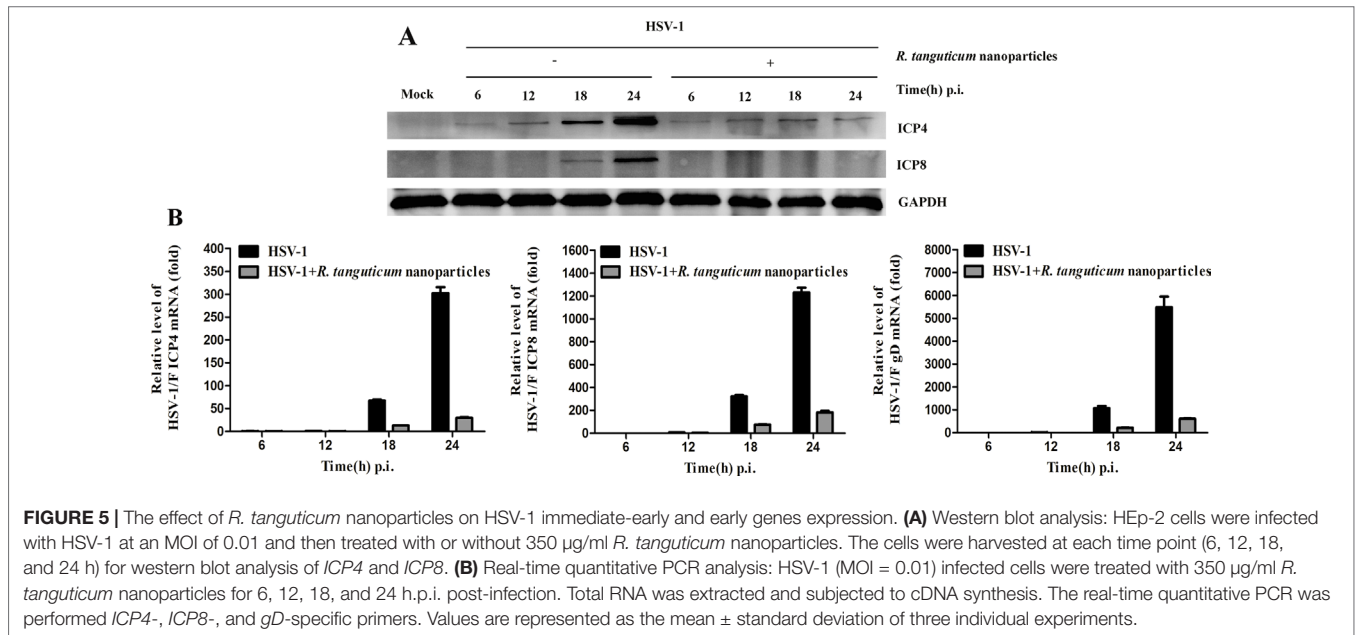 A
HSV-1
- + R. tanguticum nanoparticles
Mock 6 12 18 24 6 12 18 24 Time(h) p.i.
ICP4
ICP8
GAPDH
B
Relative level of
HSV-1/F ICP4 mRNA (fold)
400
350
300
250
200
150
100
50
0
HSV-1
HSV-1+R. tanguticum nanoparticles
6 12 18 24
Time(h) p.i.
Relative level of
HSV-1/F ICP8 mRNA (fold)
1600
1400
1200
1000
800
600
400
200
0
HSV-1
HSV-1+R. tanguticum nanoparticles
6 12 18 24
Time(h) p.i.
Relative level of
HSV-1/F gD mRNA (fold)
8000
7000
6000
5000
4000
3000
2000
1000
0
HSV-1
HSV-1+R. tanguticum nanoparticles
6 12 18 24
Time(h) p.i.
FIGURE 5 | The effect of R. tanguticum nanoparticles on HSV-1 immediate-early and early genes expression. (A) Western blot analysis: HEp-2 cells were infected
with HSV-1 at an MOI of 0.01 and then treated with or without 350 µg/ml R. tanguticum nanoparticles. The cells were harvested at each time point (6, 12, 18,
and 24 h) for western blot analysis of ICP4 and ICP8. (B) Real-time quantitative PCR analysis: HSV-1 (MOI = 0.01) infected cells were treated with 350 µg/ml R.
tanguticum nanoparticles for 6, 12, 18, and 24 h.p.i. post-infection. Total RNA was extracted and subjected to cDNA synthesis. The real-time quantitative PCR was
performed ICP4-, ICP8-, and gD-specific primers. Values are represented as the mean ± standard deviation of three individual experiments.